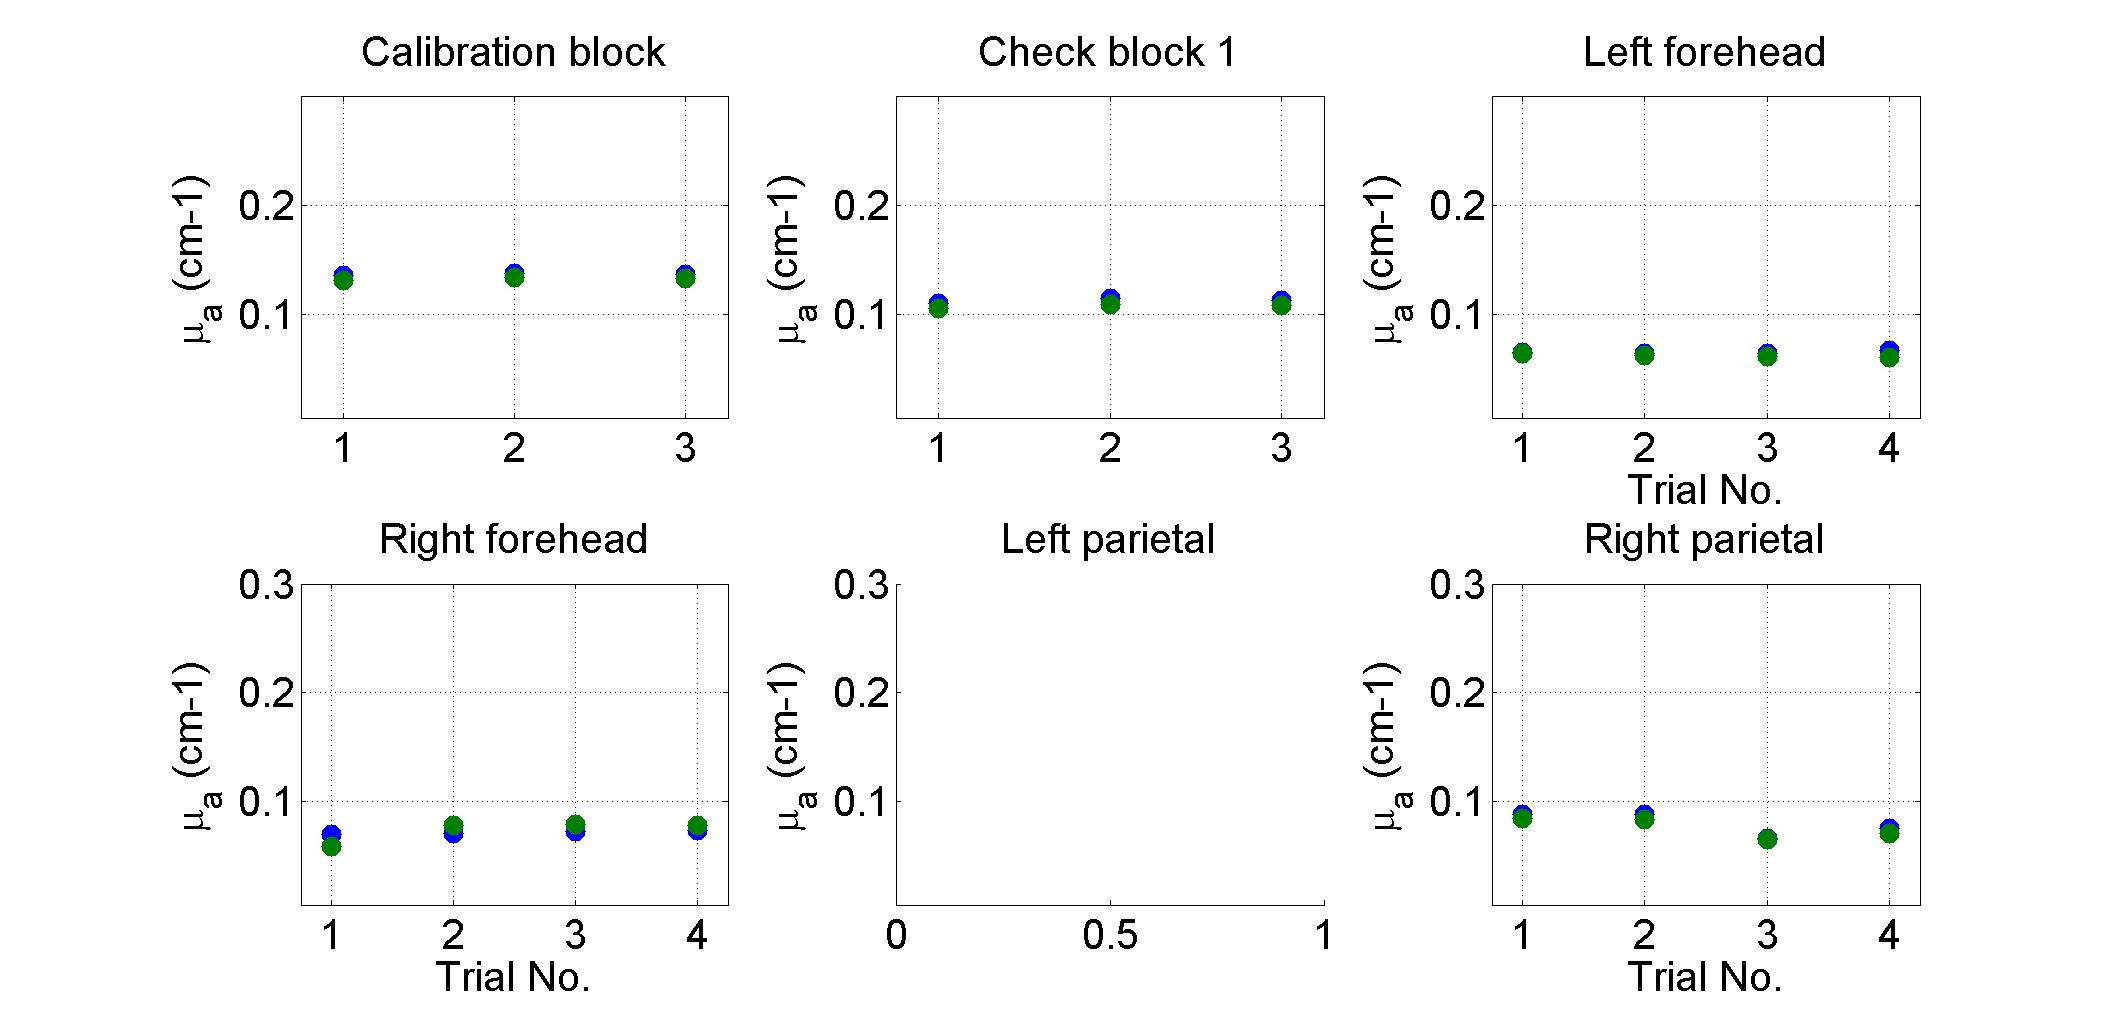 Calibration block
Check block 1
Left forehead
μa (cm-1)
0.2
0.1
1 2 3
μa (cm-1)
0.2
0.1
1 2 3
μa (cm-1)
0.2
0.1
1 2 3 4
Trial No.
Right forehead
Left parietal
Right parietal
μa (cm-1)
0.3
0.2
0.1
1 2 3 4
Trial No.
μa (cm-1)
0.3
0.2
0.1
0 0.5 1
μa (cm-1)
0.3
0.2
0.1
1 2 3 4
Trial No.